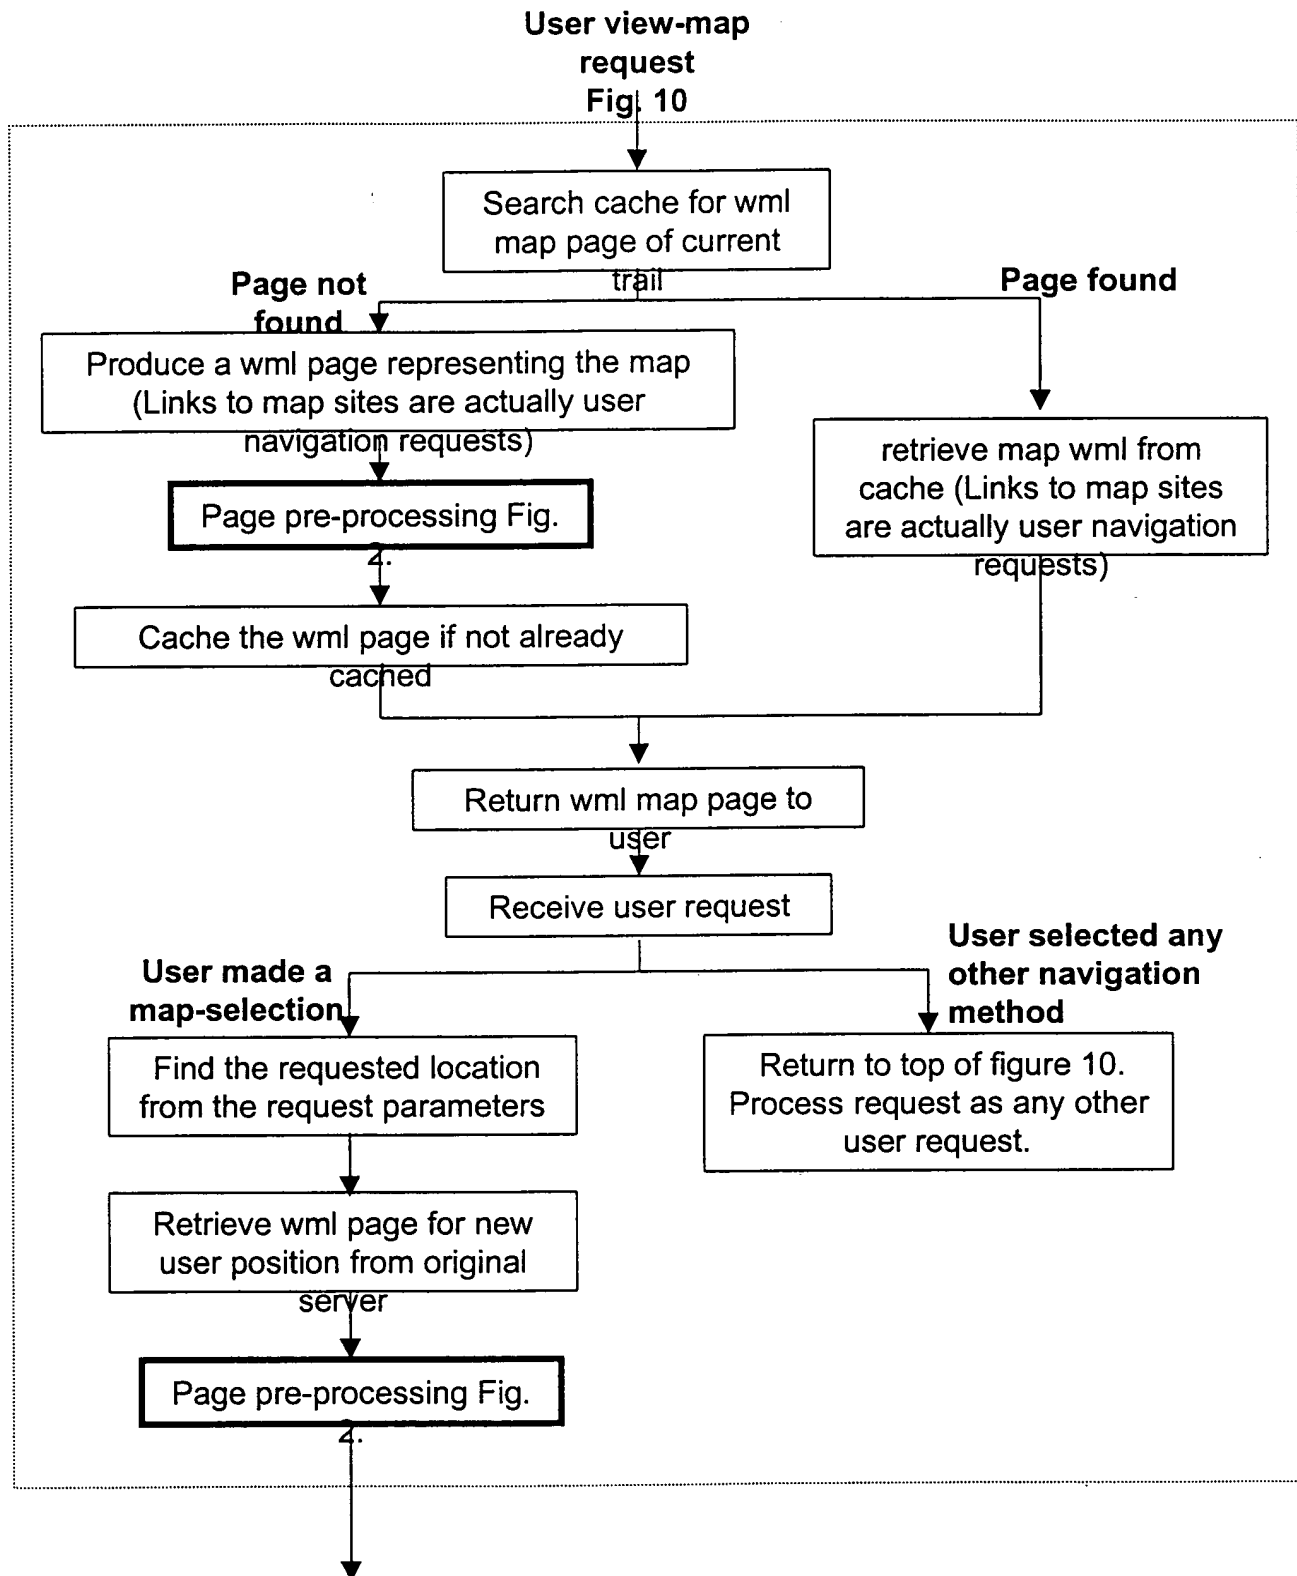 User view-map
request
Fig. 10
Search cache for wml
map page of current
trail
Page not
found
Page found
Produce a wml page representing the map
(Links to map sites are actually user
navigation requests)
retrieve map wml from
cache (Links to map sites
are actually user navigation
requests)
Page pre-processing Fig.
2.
Cache the wml page if not already
cached
Return wml map page to
user
Receive user request
User made a
map-selection
User selected any
other navigation
method
Find the requested location
from the request parameters
Return to top of figure 10.
Process request as any other
user request.
Retrieve wml page for new
user position from original
server
Page pre-processing Fig.
2.